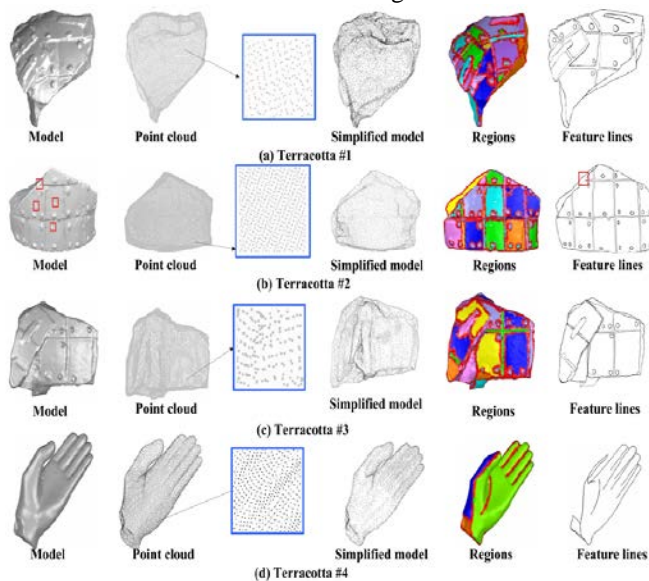 Model Point cloud Simplified model Regions Feature lines
(a) Terracotta #1
Model Point cloud Simplified model Regions Feature lines
(b) Terracotta #2
Model Point cloud Simplified model Regions Feature lines
(c) Terracotta #3
Model Point cloud Simplified model Regions Feature lines
(d) Terracotta #4